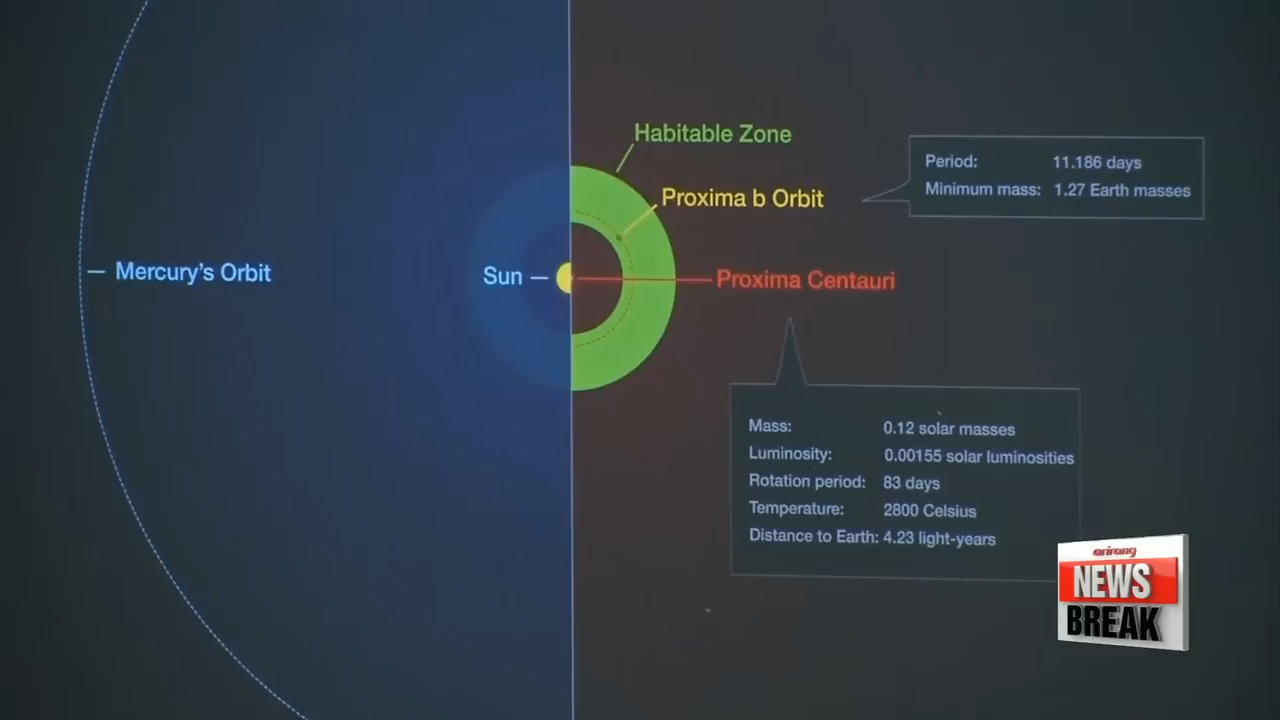 Habitable Zone
Proxima b Orbit
Period: 11.186 days
Minimum mass: 1.27 Earth masses
Mercury's Orbit
Sun
Proxima Centauri
Mass: 0.12 solar masses
Luminosity: 0.00155 solar luminosities
Rotation period: 83 days
Temperature: 2800 Celsius
Distance to Earth: 4.23 light-years
arirang
NEWS
BREAK